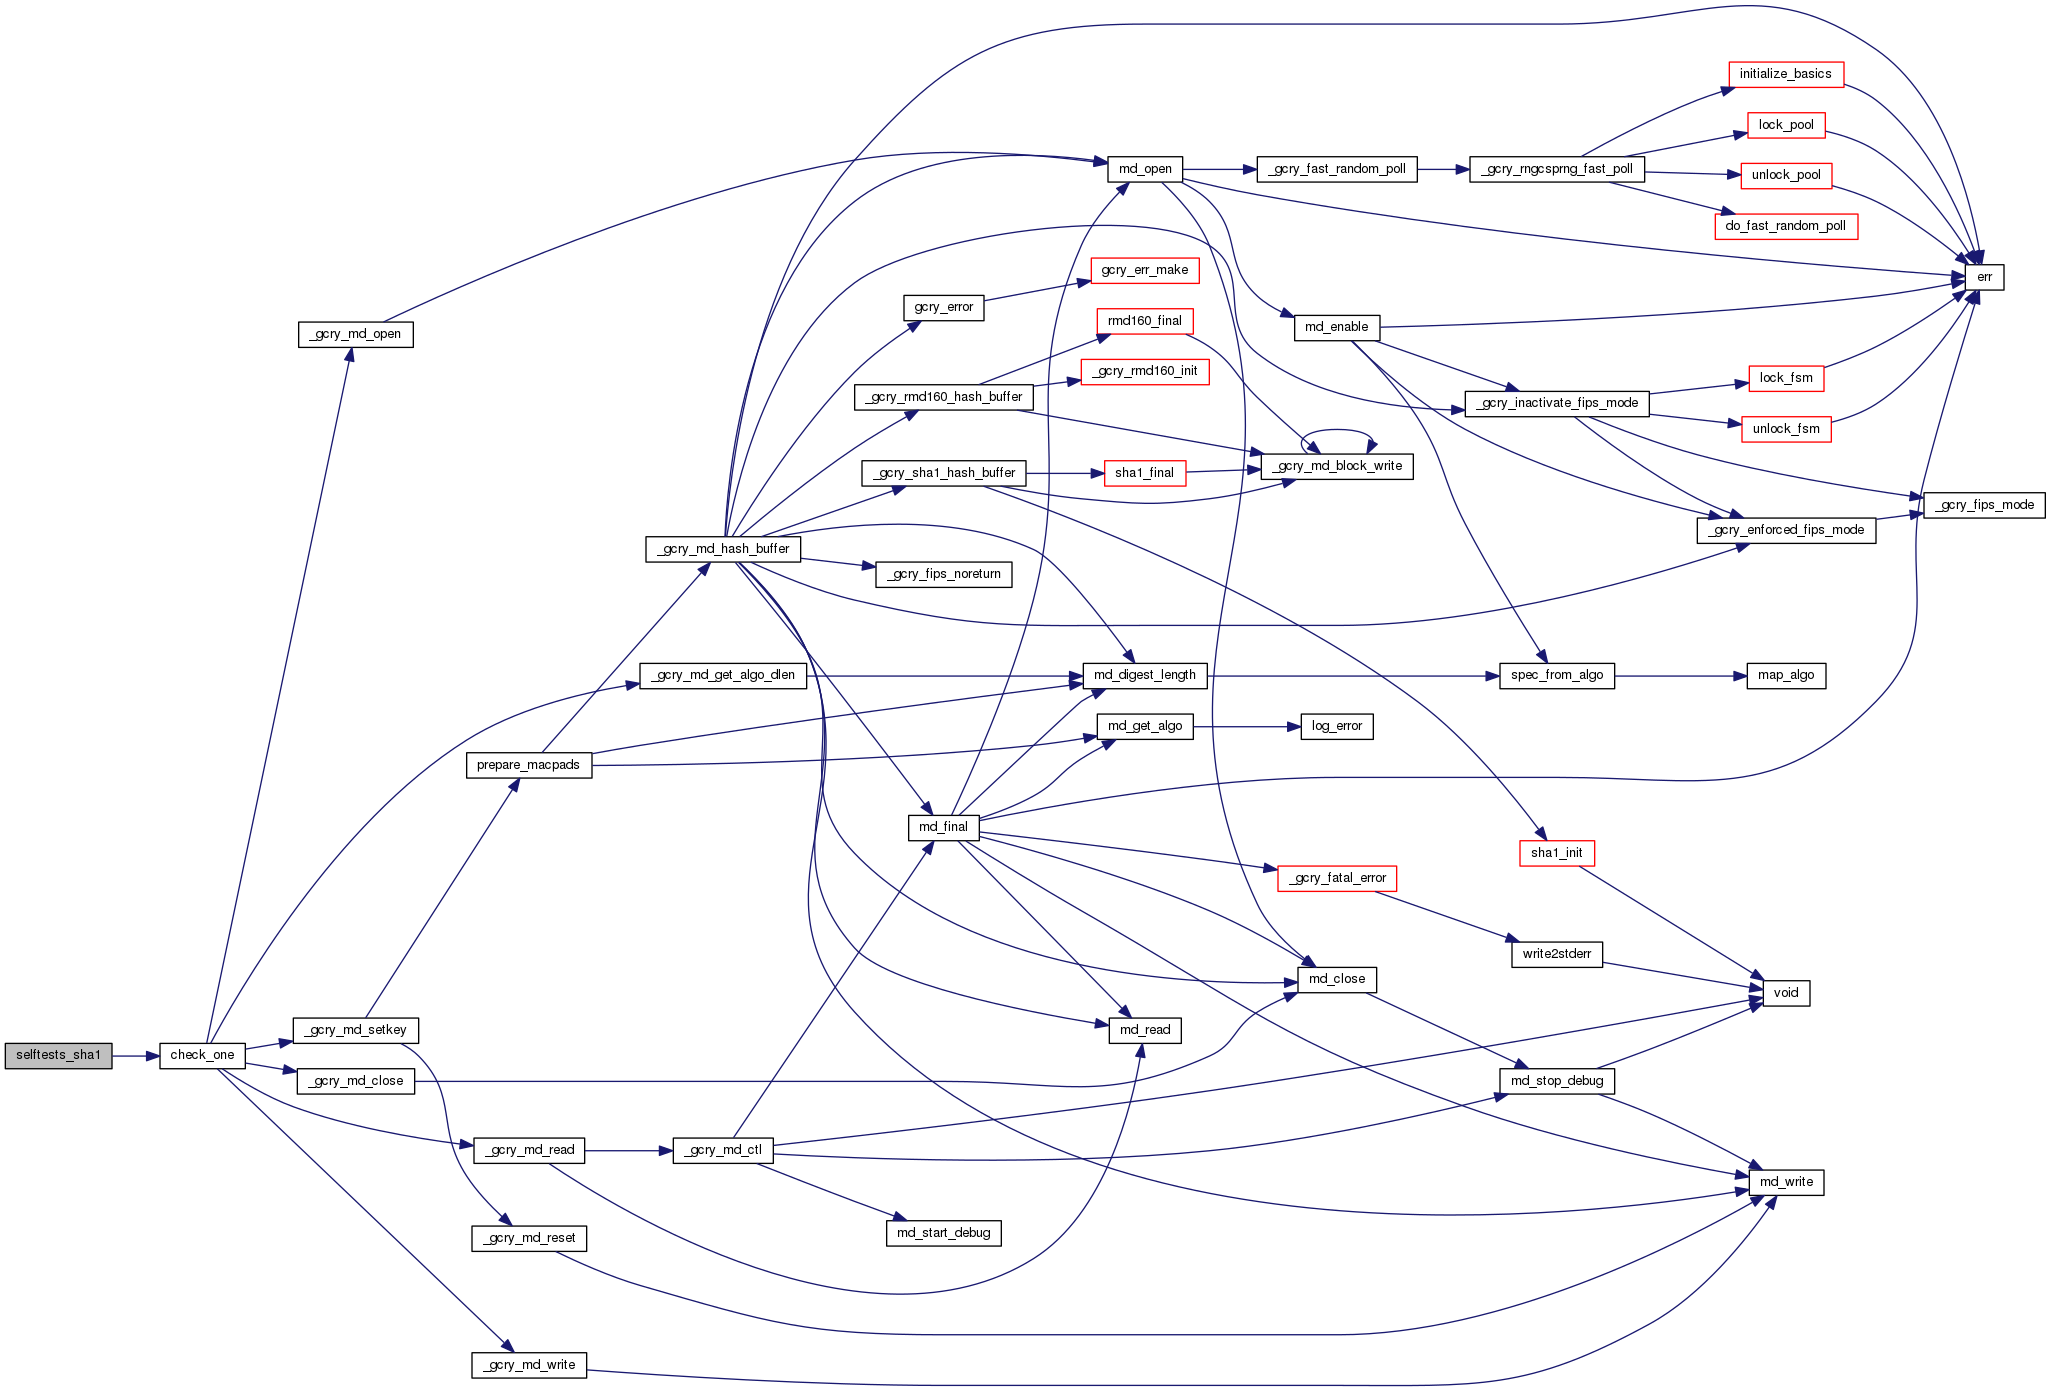 initialize_basics
lock_pool
md_open
_gcry_fast_random_poll
_gcry_rngcsprng_fast_poll
unlock_pool
do_fast_random_poll
gcry_err_make
err
gcry_error
rmd160_final
md_enable
_gcry_md_open
_gcry_rmd160_init
lock_fsm
_gcry_rmd160_hash_buffer
_gcry_inactivate_fips_mode
unlock_fsm
_gcry_sha1_hash_buffer
sha1_final
_gcry_md_block_write
_gcry_fips_mode
_gcry_enforced_fips_mode
_gcry_md_hash_buffer
_gcry_fips_noreturn
_gcry_md_get_algo_dlen
md_digest_length
spec_from_algo
map_algo
md_get_algo
log_error
prepare_macpads
md_final
sha1_init
_gcry_fatal_error
write2stderr
md_close
void
_gcry_md_setkey
md_read
selftests_sha1
check_one
_gcry_md_close
md_stop_debug
_gcry_md_read
_gcry_md_ctl
md_write
md_start_debug
_gcry_md_reset
_gcry_md_write